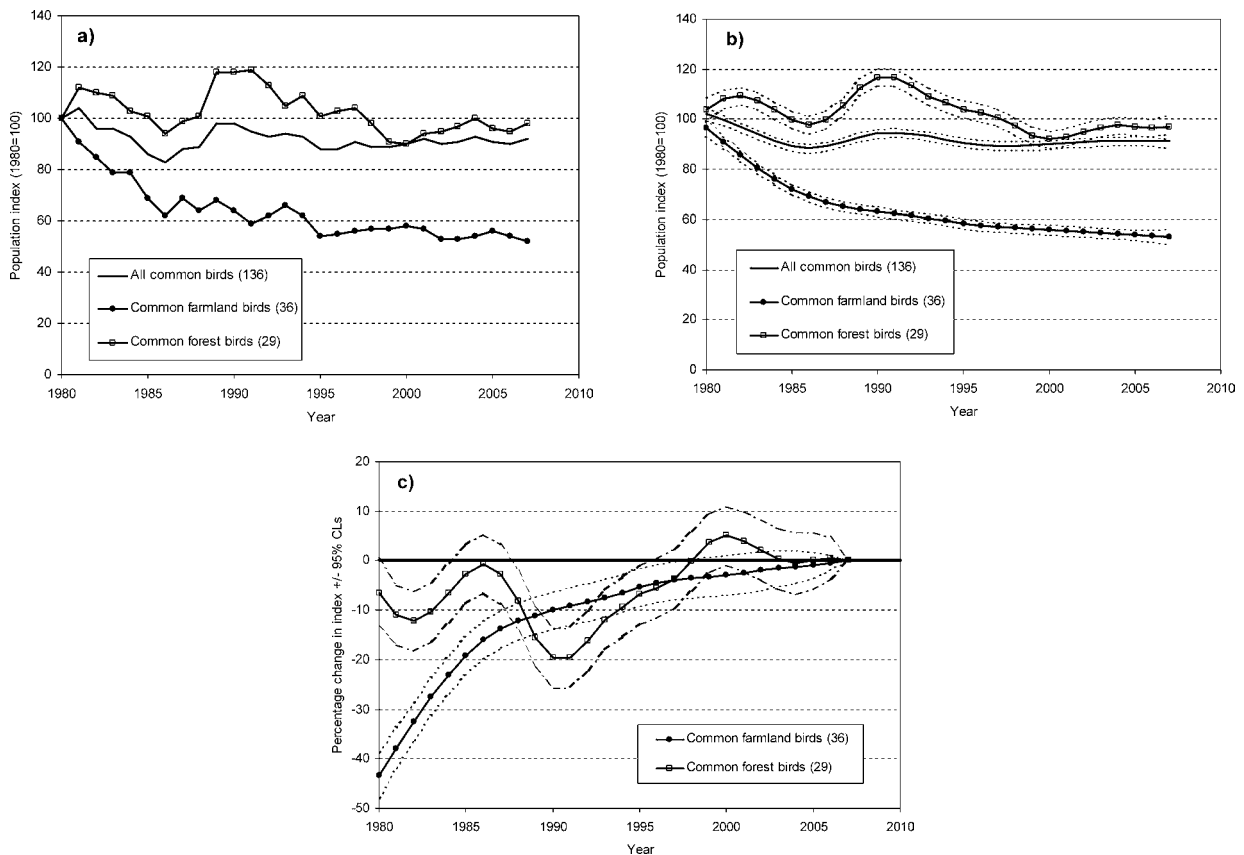 a)
Population index (1980=100)
140
120
100
80
60
40
20
0
All common birds (136)
Common farmland birds (36)
Common forest birds (29)
1980 1985 1990 1995 2000 2005 2010
Year
b)
Population index (1980=100)
140
120
100
80
60
40
20
0
All common birds (136)
Common farmland birds (36)
Common forest birds (29)
1980 1985 1990 1995 2000 2005 2010
Year
c)
Percentage change in index +/- 95% CLs
20
10
0
-10
-20
-30
-40
-50
Common farmland birds (36)
Common forest birds (29)
1980 1985 1990 1995 2000 2005 2010
Year